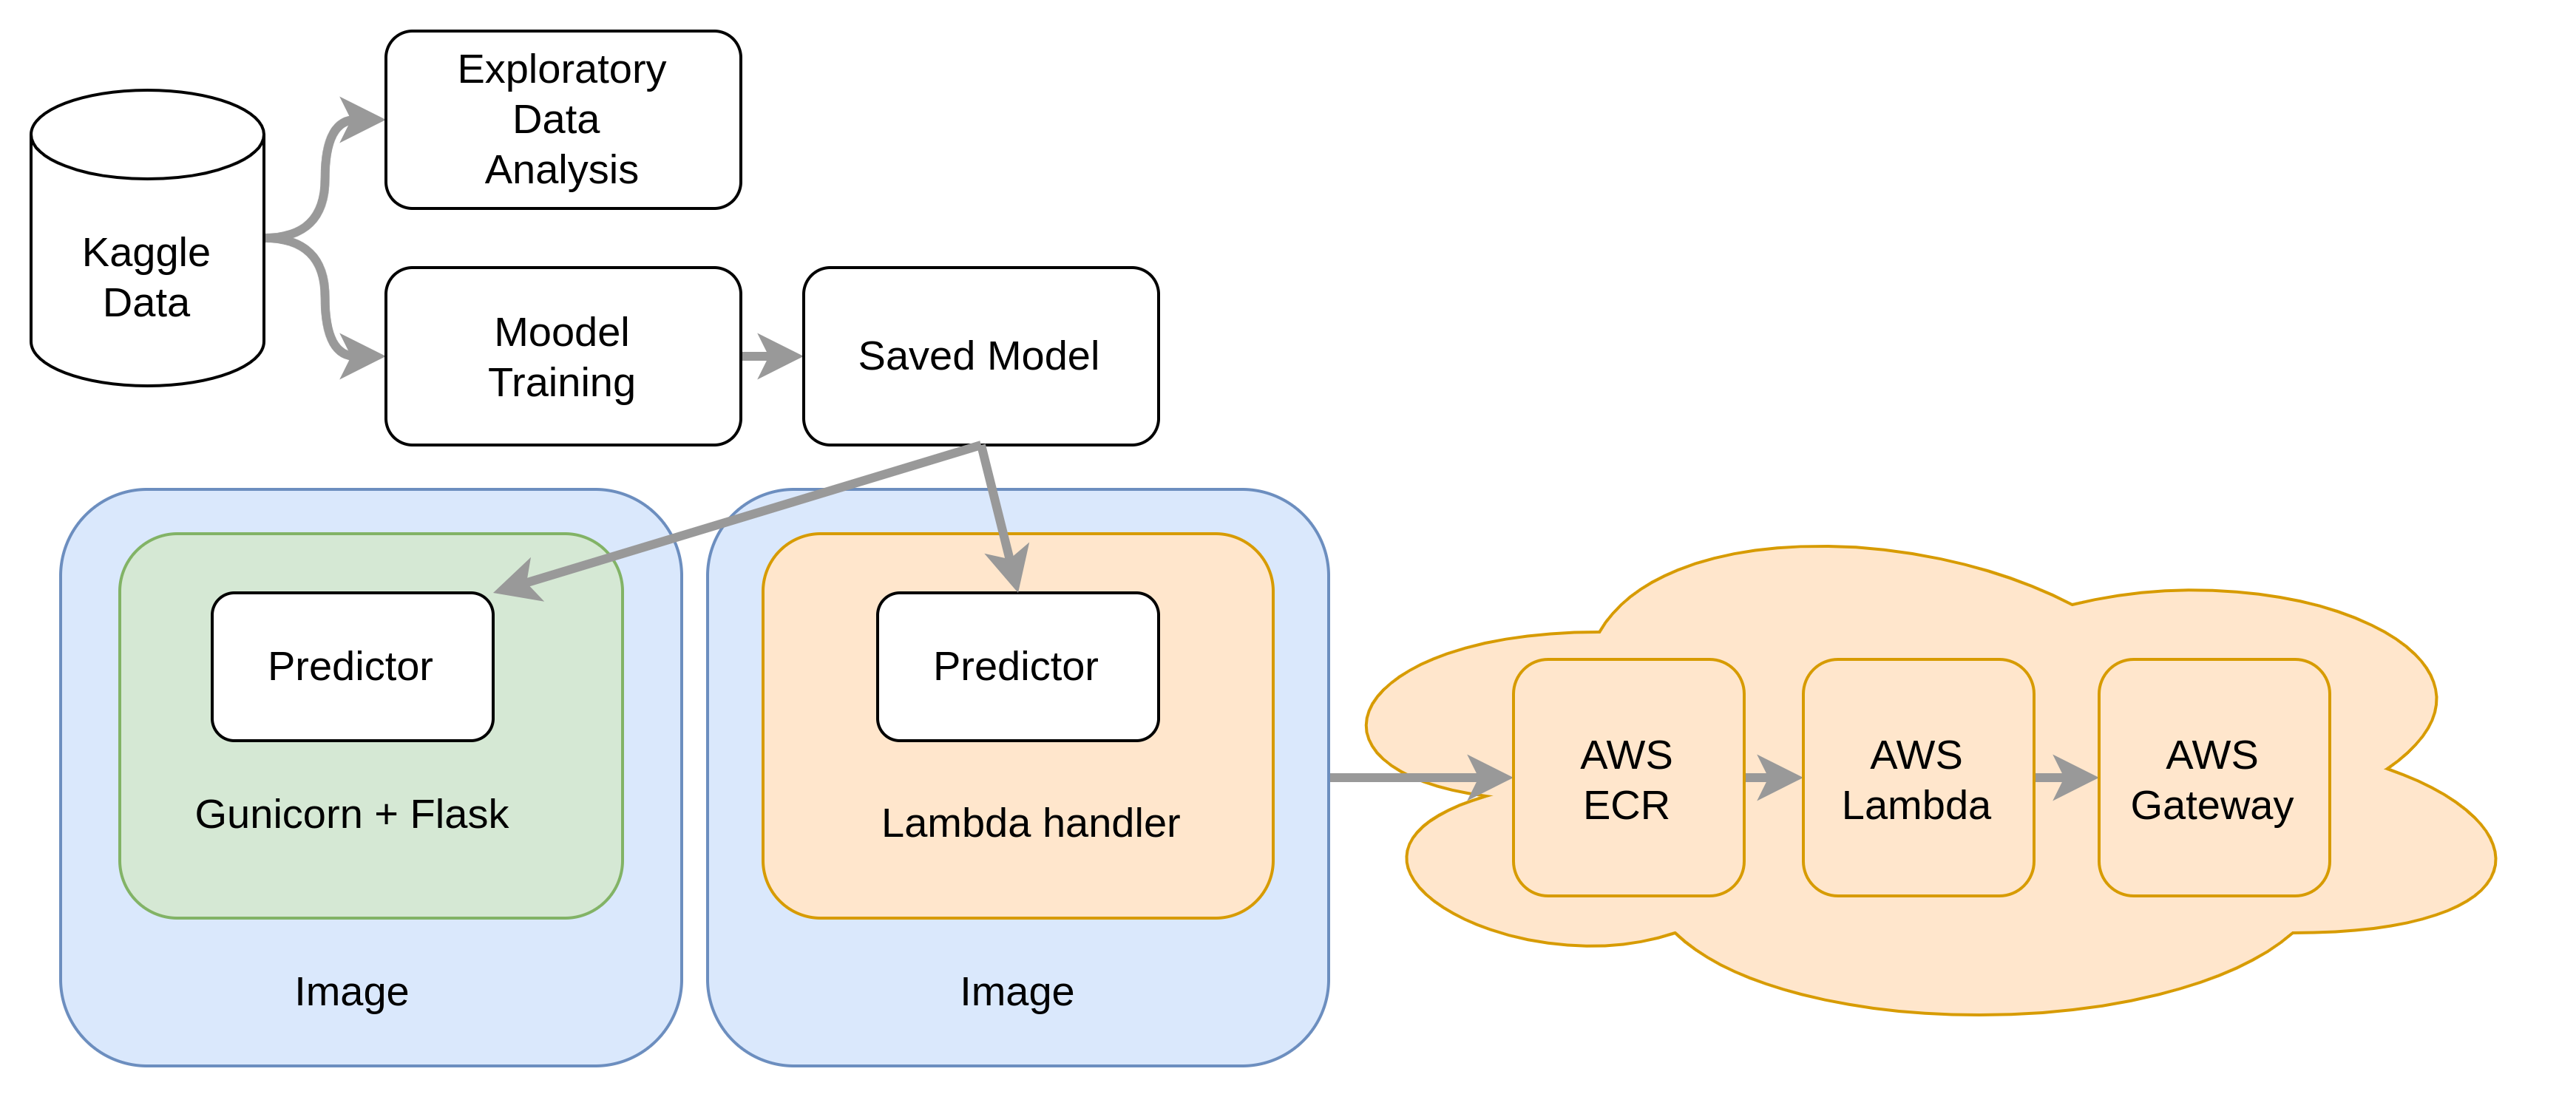 Exploratory
Data
Analysis
Kaggle
Data
Moodel
Training
Saved Model
Predictor
Gunicorn + Flask
Image
Predictor
Lambda handler
Image
AWS
ECR
AWS
Lambda
AWS
Gateway